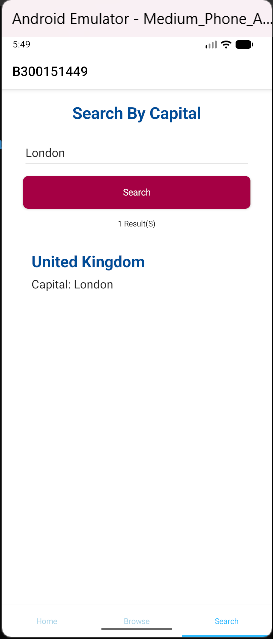 Android Emulator - Medium_Phone_A...
5:49
B300151449
Search By Capital
London
Search
1 Result(S)
United Kingdom
Capital: London
Home Browse Search